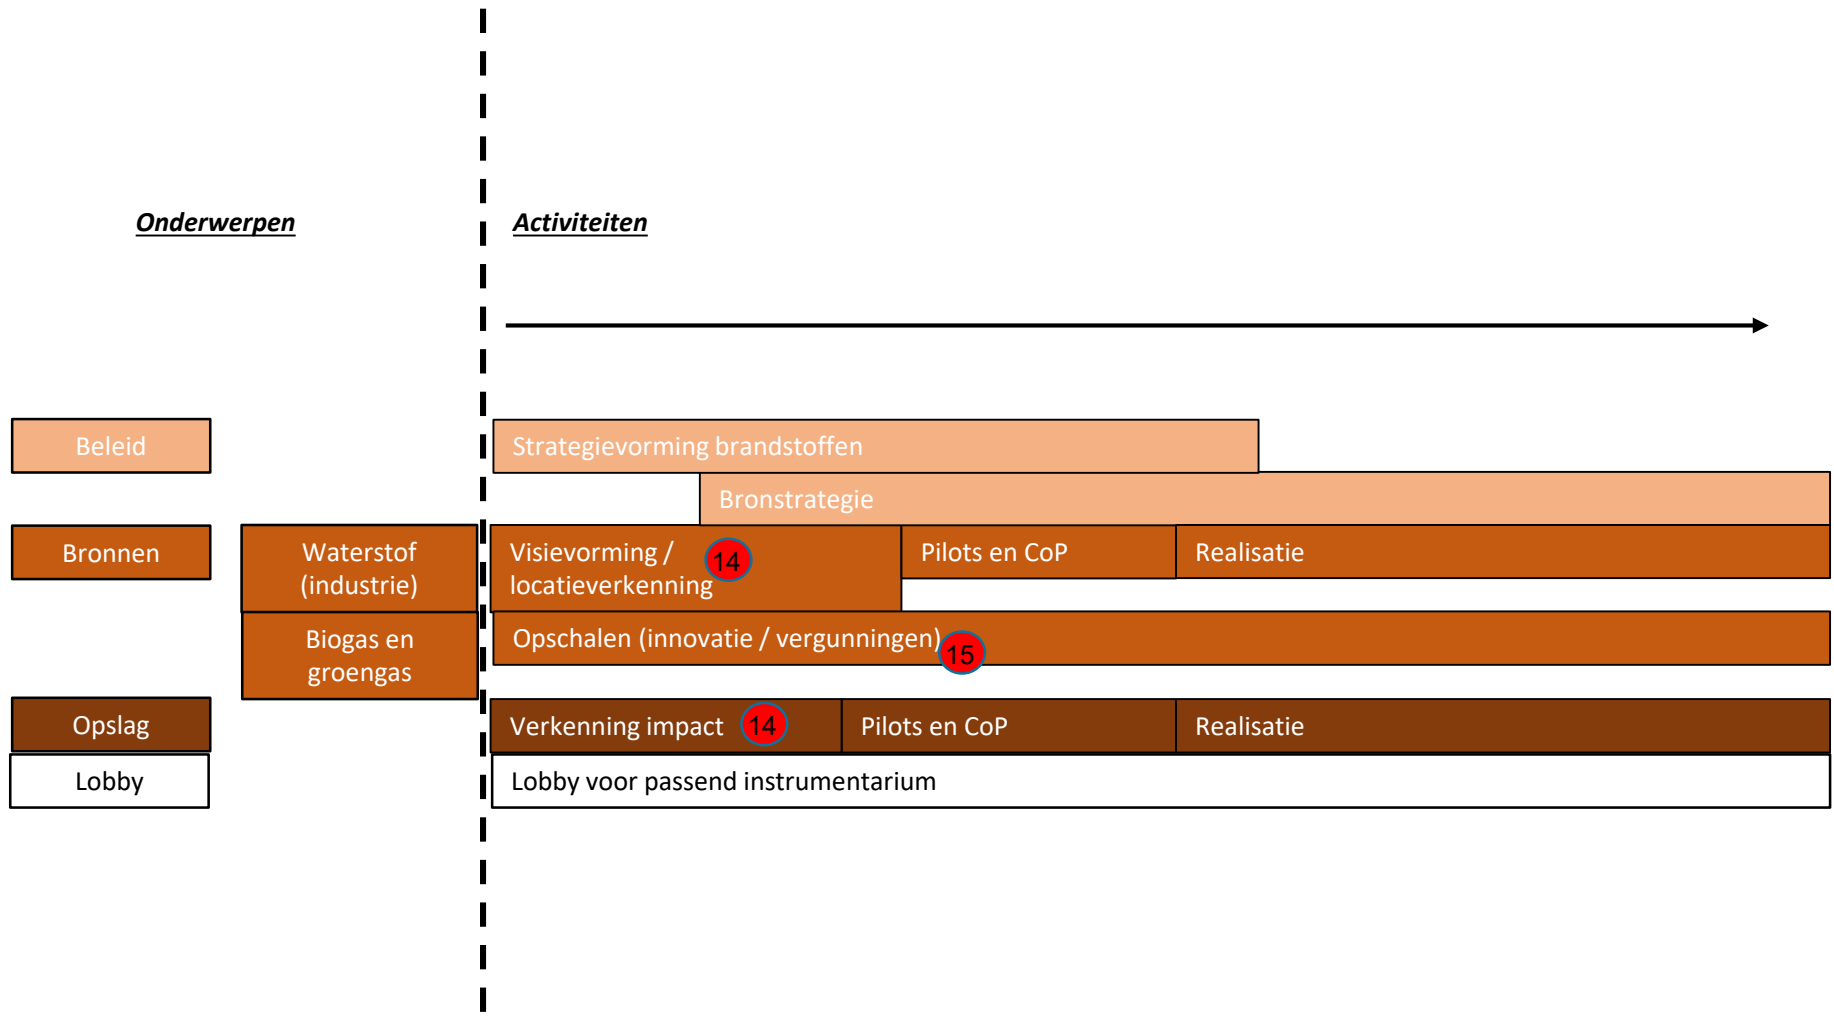 Onderwerpen
Activiteiten
Beleid
Strategievorming brandstoffen
Bronstrategie
Bronnen
Waterstof
(industrie)
Visievorming /
locatieverkenning
14
Pilots en CoP
Realisatie
Biogas en
groengas
Opschalen (innovatie / vergunningen)
15
Opslag
Verkenning impact
14
Pilots en CoP
Realisatie
Lobby
Lobby voor passend instrumentarium